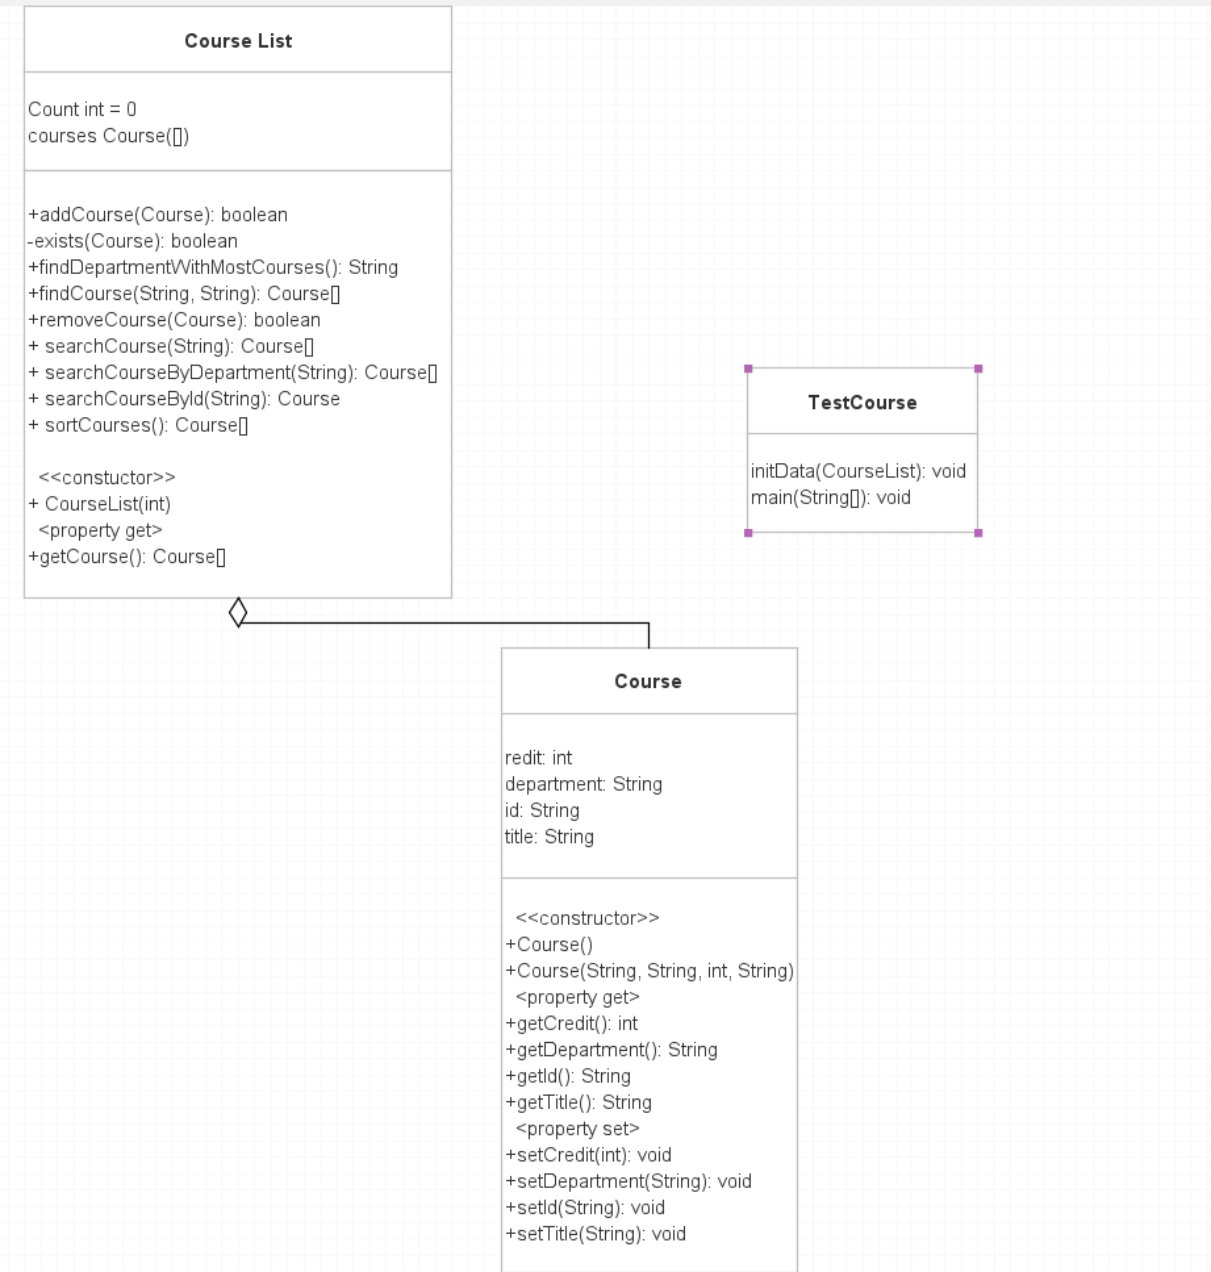 Course List
Count int = 0
courses Course([])
+addCourse(Course): boolean
-exists(Course): boolean
+findDepartmentWithMostCourses(): String
+findCourse(String, String): Course[]
+removeCourse(Course): boolean
+ searchCourse(String): Course[]
+ searchCourseByDepartment(String): Course[]
+ searchCourseById(String): Course
+ sortCourses(): Course[]
<<constuctor>>
+ CourseList(int)
<property get>
+getCourse(): Course[]
TestCourse
initData(CourseList): void
main(String[]): void
Course
redit: int
department: String
id: String
title: String
<<constructor>>
+Course()
+Course(String, String, int, String)
<property get>
+getCredit(): int
+getDepartment(): String
+getId(): String
+getTitle(): String
<property set>
+setCredit(int): void
+setDepartment(String): void
+setId(String): void
+setTitle(String): void